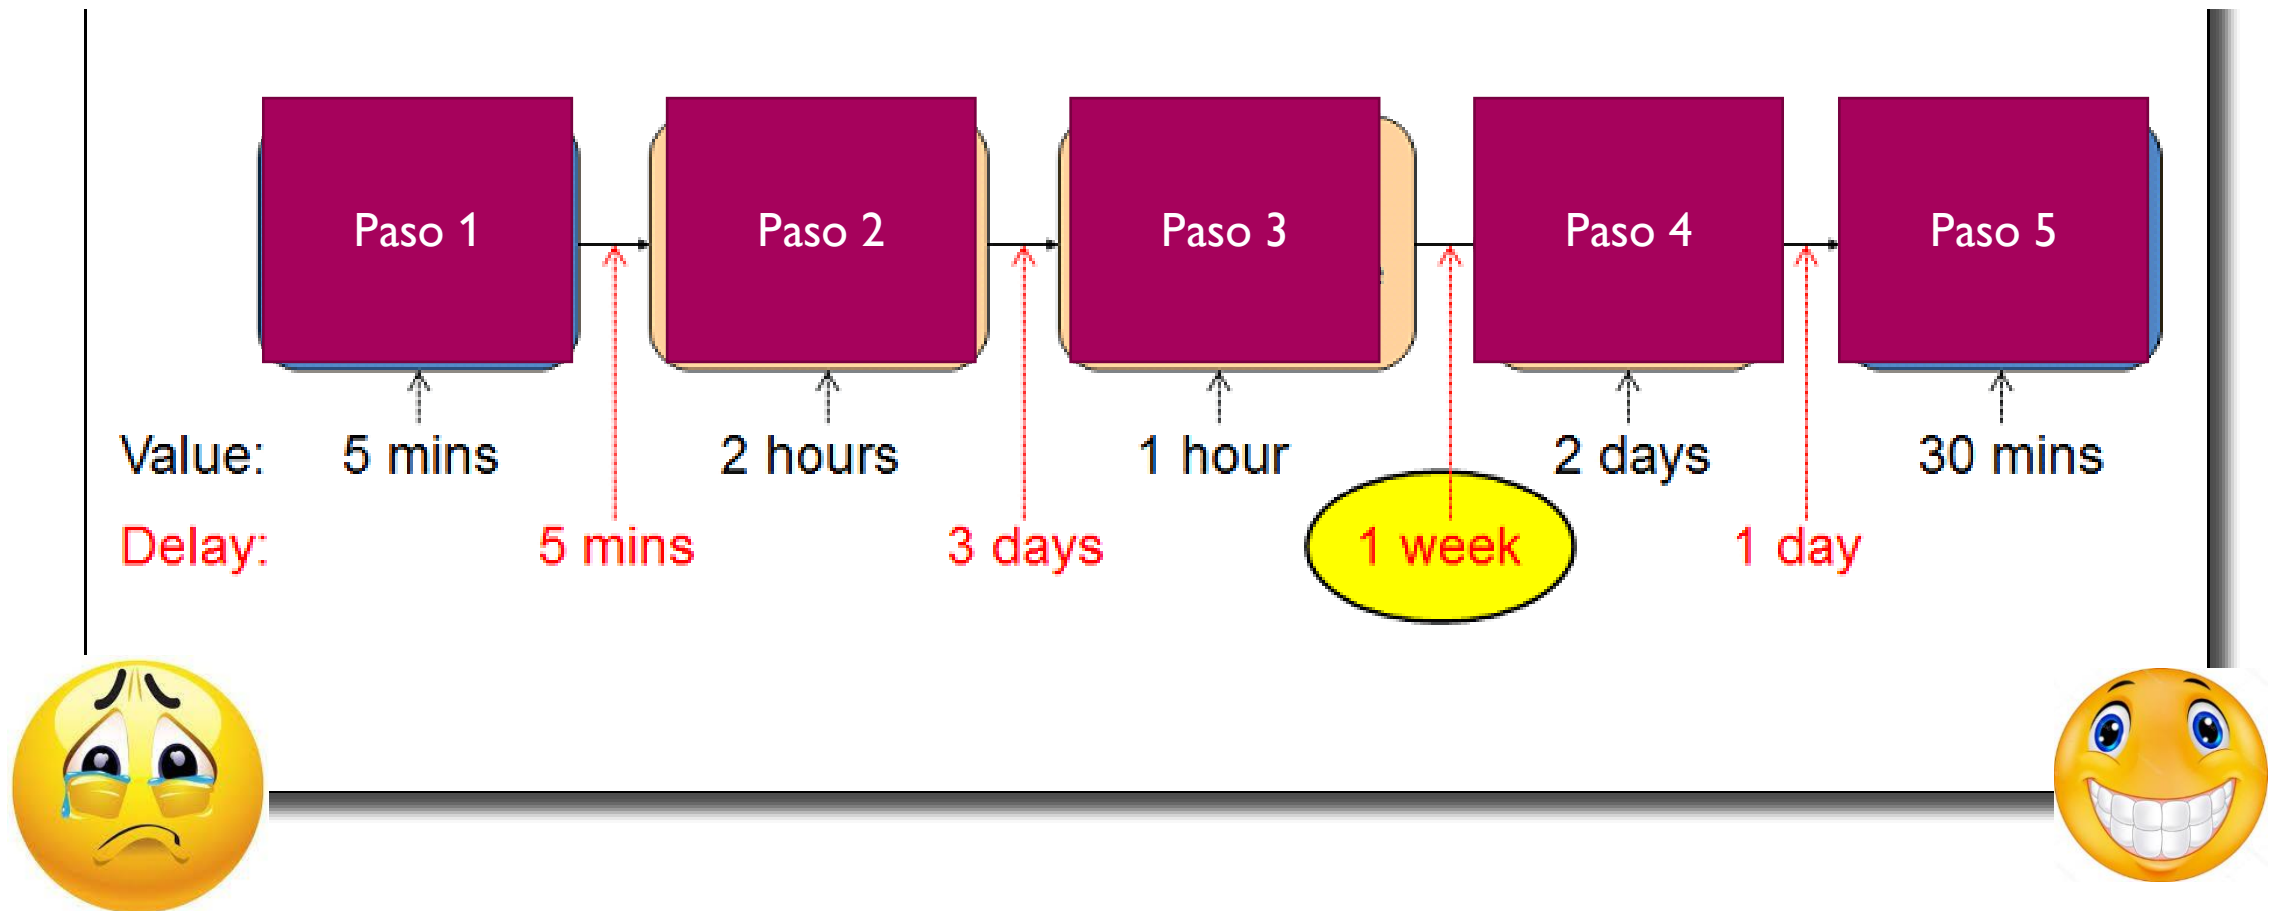 Paso 1
Paso 2
Paso 3
Paso 4
Paso 5
Value: 5 mins 2 hours 1 hour 2 days 30 mins
Delay: 5 mins 3 days 1 week 1 day